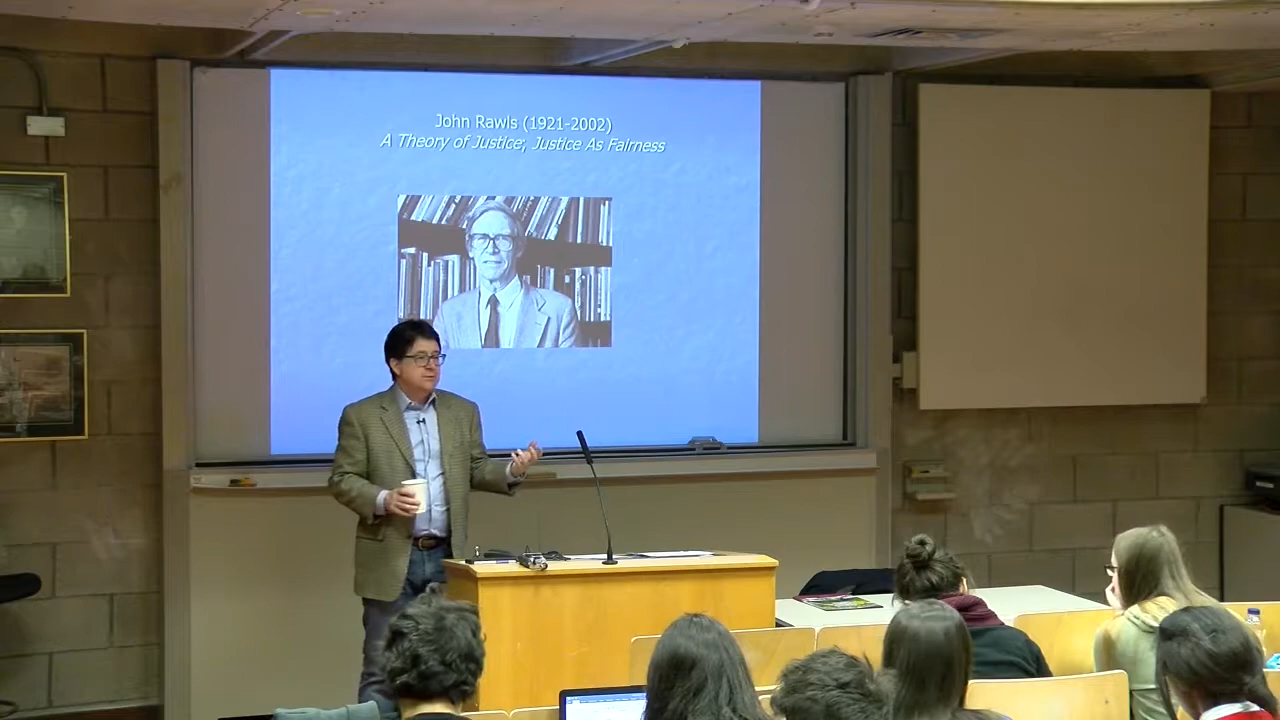 John Rawls (1921-2002)
A Theory of Justice; Justice As Fairness